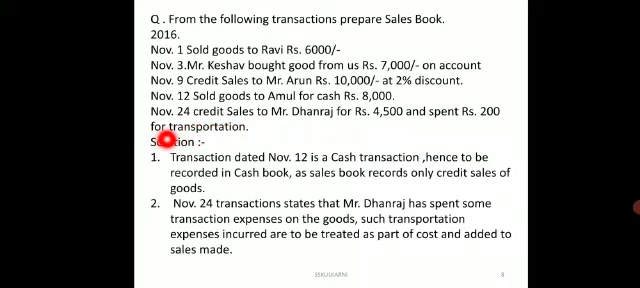 Q . From the following transactions prepare Sales Book.
2016.
Nov. 1 Sold goods to Ravi Rs. 6000/-
Nov. 3.Mr. Keshav bought good from us Rs. 7,000/- on account
Nov. 9 Credit Sales to Mr. Arun Rs. 10,000/- at 2% discount.
Nov. 12 Sold goods to Amul for cash Rs. 8,000.
Nov. 24 credit Sales to Mr. Dhanraj for Rs. 4,500 and spent Rs. 200
for transportation.
Solution :-
1. Transaction dated Nov. 12 is a Cash transaction ,hence to be
recorded in Cash book, as sales book records only credit sales of
goods.
2. Nov. 24 transactions states that Mr. Dhanraj has spent some
transaction expenses on the goods, such transportation
expenses incurred are to be treated as part of cost and added to
sales made.
SSKULKARNI 8